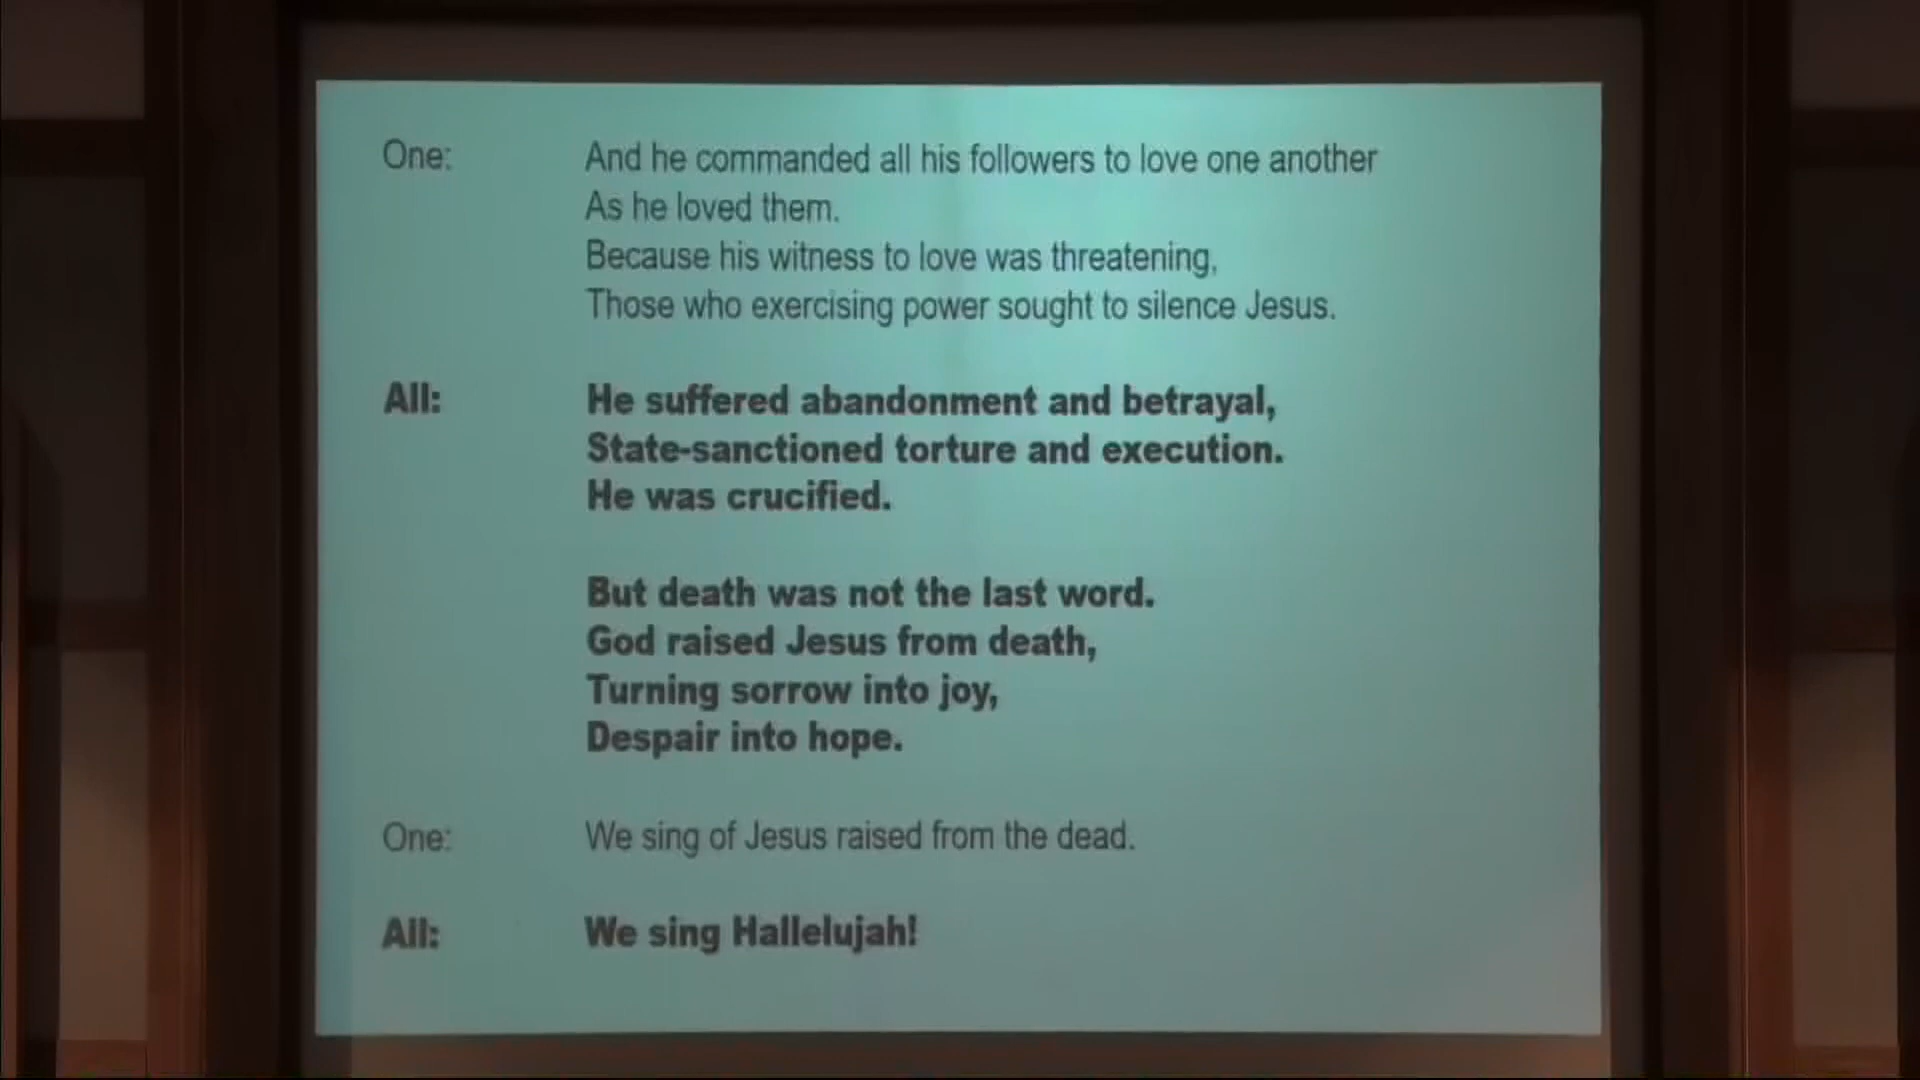 One: And he commanded all his followers to love one another
As he loved them.
Because his witness to love was threatening,
Those who exercising power sought to silence Jesus.
All: He suffered abandonment and betrayal,
State-sanctioned torture and execution.
He was crucified.
But death was not the last word.
God raised Jesus from death,
Turning sorrow into joy,
Despair into hope.
One: We sing of Jesus raised from the dead.
All: We sing Hallelujah!